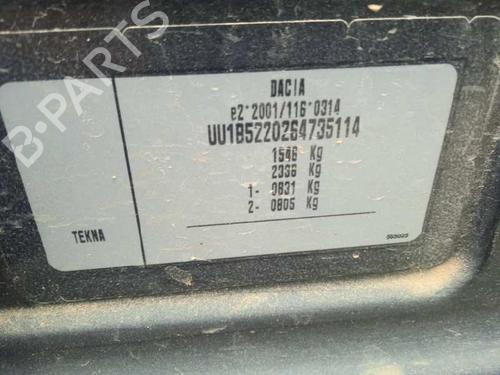 B-PARTS
DACIA
e2*2001/116*0314
UU1B5220264735114
1546 Kg
2336 Kg
1- 0831 Kg
2- 0805 Kg
TEKNA